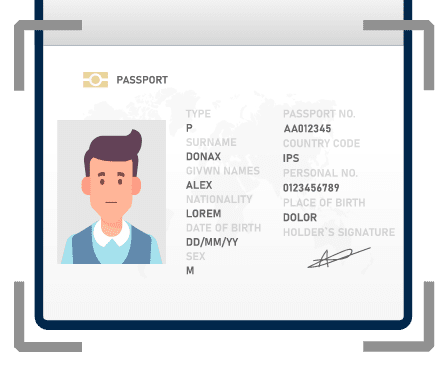 PASSPORT
TYPE
P
SURNAME
DONAX
GIVWN NAMES
ALEX
NATIONALITY
LOREM
DATE OF BIRTH
DD/MM/YY
SEX
M
PASSPORT NO.
AA012345
COUNTRY CODE
IPS
PERSONAL NO.
0123456789
PLACE OF BIRTH
DOLOR
HOLDER'S SIGNATURE